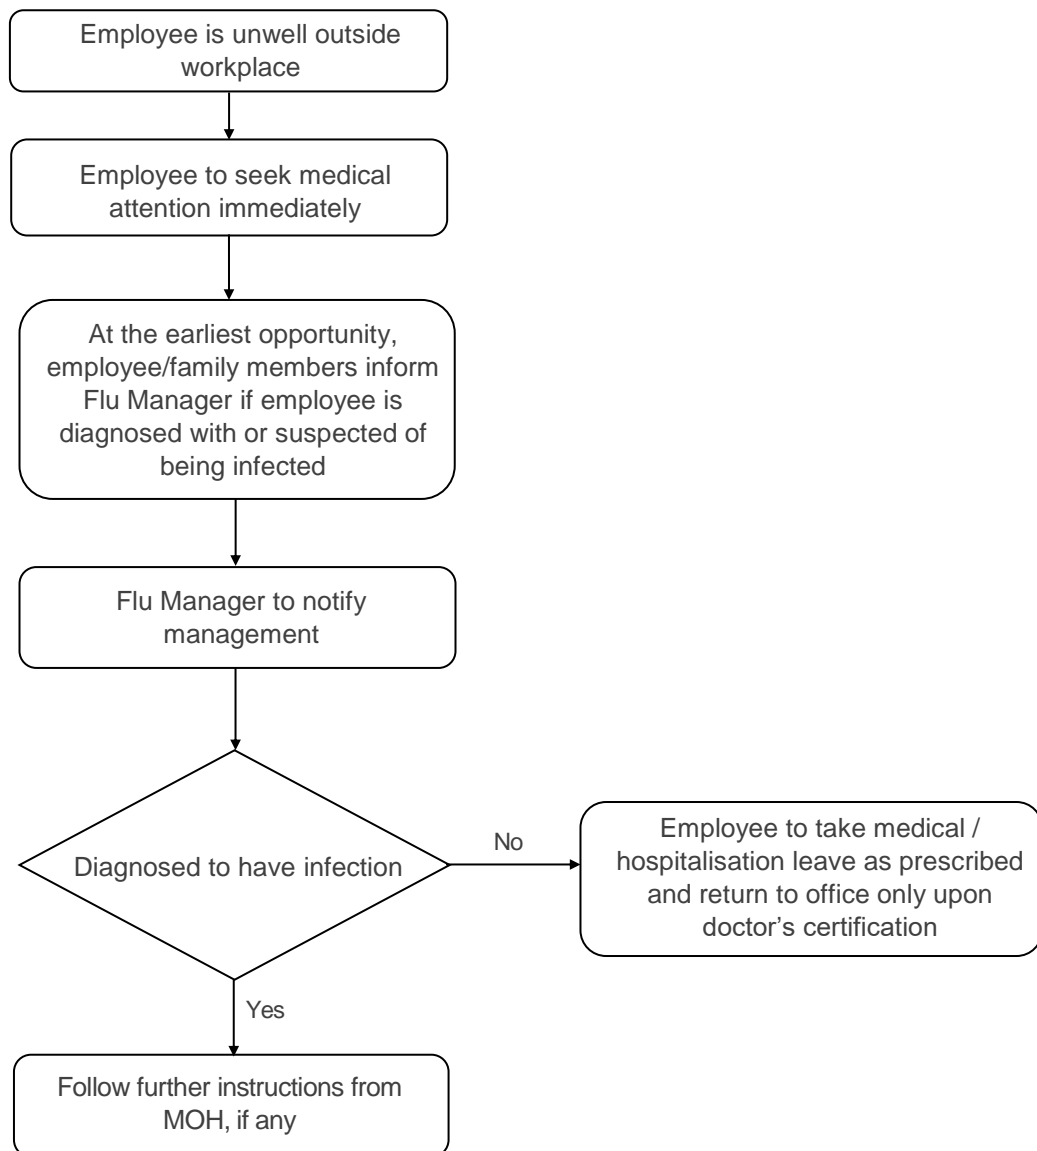 Employee is unwell outside
workplace
Employee to seek medical
attention immediately
At the earliest opportunity,
employee/family members inform
Flu Manager if employee is
diagnosed with or suspected of
being infected
Flu Manager to notify
management
Diagnosed to have infection
No
Employee to take medical /
hospitalisation leave as prescribed
and return to office only upon
doctor’s certification
Yes
Follow further instructions from
MOH, if any